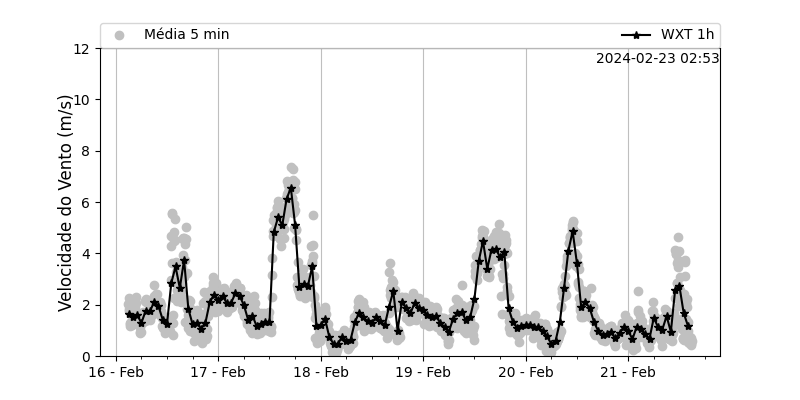 Média 5 min
WXT 1h
2024-02-23 02:53
Velocidade do Vento (m/s)
12
10
8
6
4
2
0
16 - Feb
17 - Feb
18 - Feb
19 - Feb
20 - Feb
21 - Feb